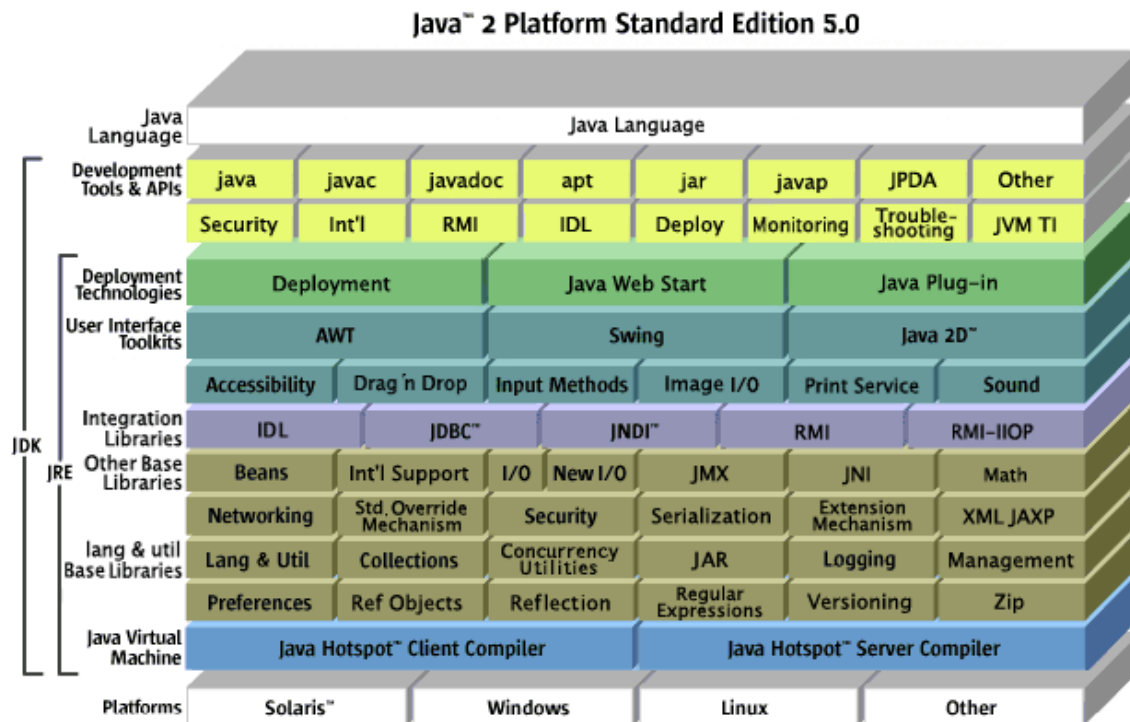 Java™ 2 Platform Standard Edition 5.0
Java Language
Java Language
Development Tools & APIs
java javac javadoc apt jar javap JPDA Other
Security Int'l RMI IDL Deploy Monitoring Trouble-shooting JVM TI
Deployment Technologies
Deployment Java Web Start Java Plug-in
User Interface Toolkits
AWT Swing Java 2D™
Accessibility Drag 'n Drop Input Methods Image I/O Print Service Sound
Integration Libraries
IDL JDBC™ JNDI™ RMI RMI-IIOP
JDK
JRE
Other Base Libraries
Beans Int'l Support I/O New I/O JMX JNI Math
Networking Std. Override Mechanism Security Serialization Extension Mechanism XML JAXP
lang & util Base Libraries
Lang & Util Collections Concurrency Utilities JAR Logging Management
Preferences Ref Objects Reflection Regular Expressions Versioning Zip
Java Virtual Machine
Java Hotspot™ Client Compiler Java Hotspot™ Server Compiler
Platforms
Solaris™ Windows Linux Other